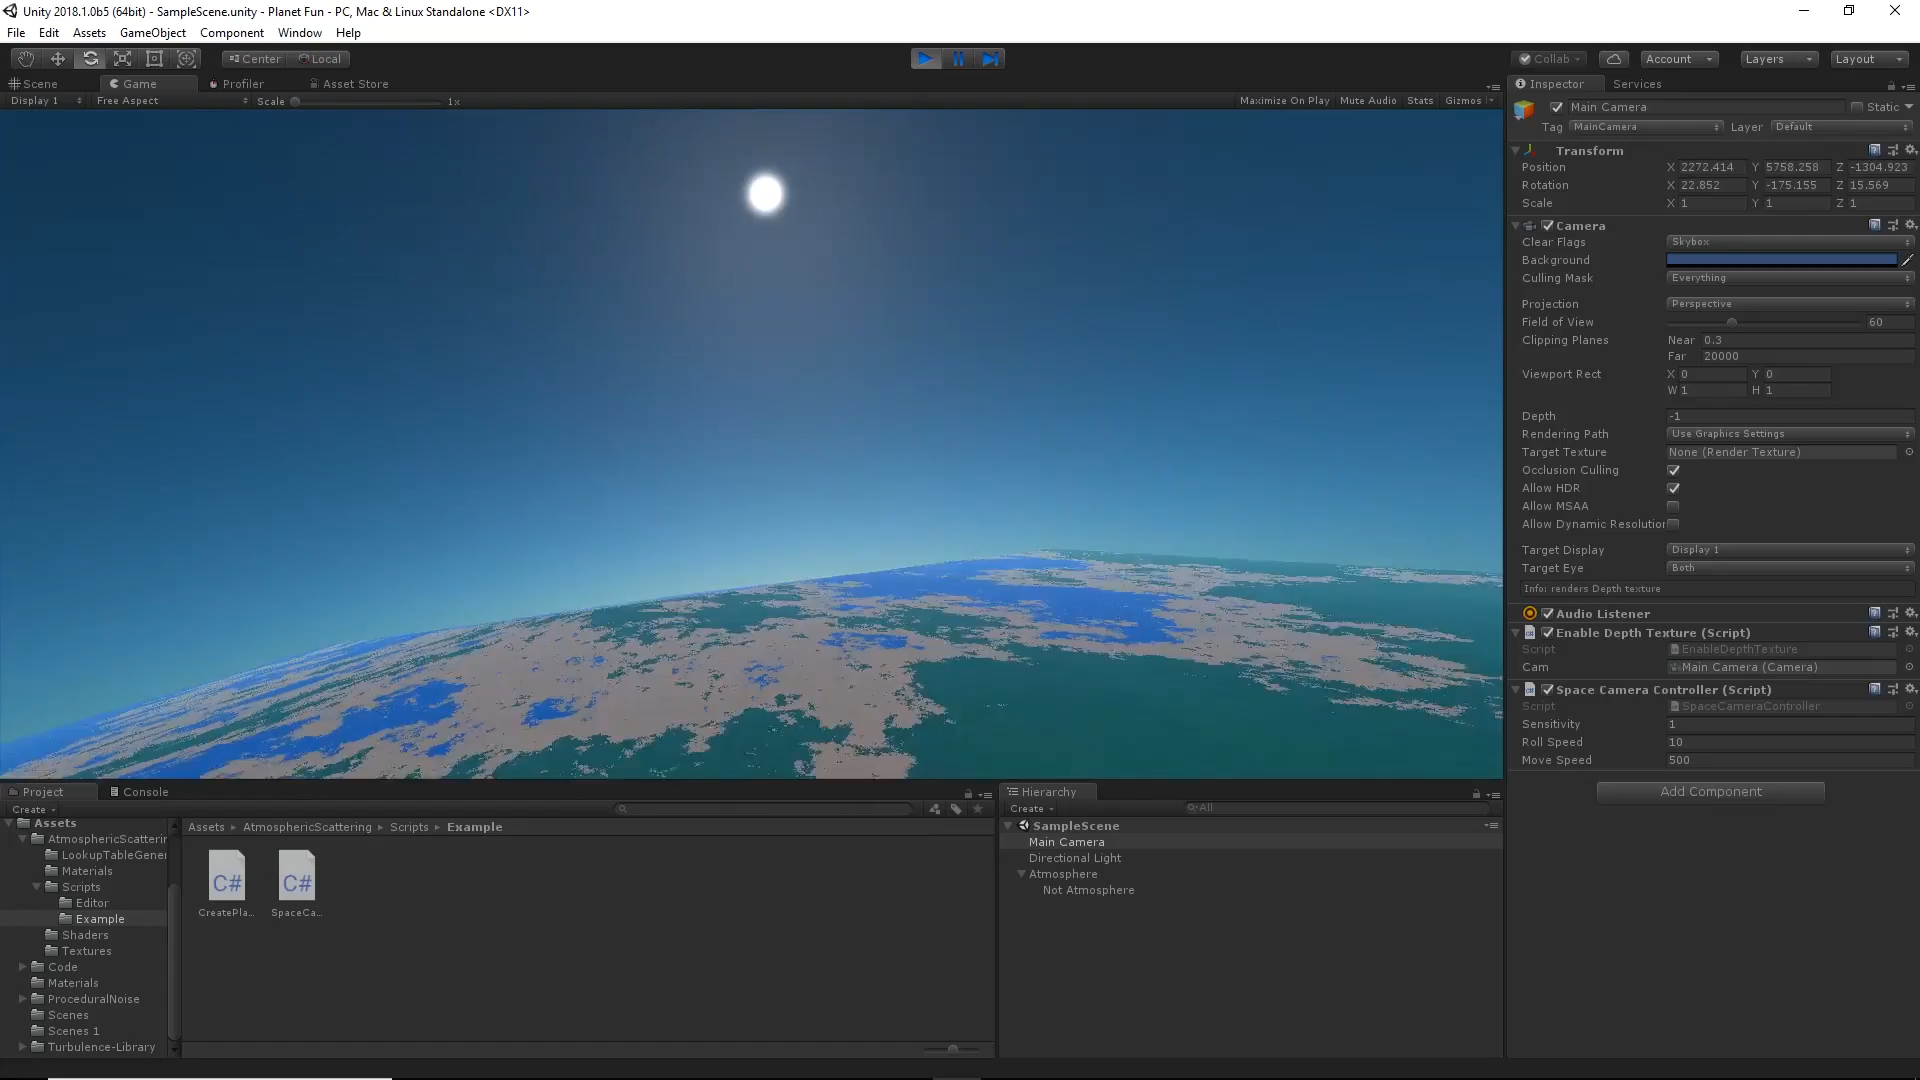 Unity 2018.1.0b5 (64bit) - SampleScene.unity - Planet Fun - PC, Mac & Linux Standalone <DX11>
File Edit Assets GameObject Component Window Help
Center Local
Collab Account Layers Layout
Scene Game Profiler Asset Store
Display 1 Free Aspect Scale 1x
Maximize On Play Mute Audio Stats Gizmos
Inspector Services
Main Camera Static
Tag MainCamera Layer Default
Transform
Position X 2272.414 Y 5758.258 Z -1304.923
Rotation X 22.852 Y -175.155 Z 15.569
Scale X 1 Y 1 Z 1
Camera
Clear Flags Skybox
Background
Culling Mask Everything
Projection Perspective
Field of View 60
Clipping Planes Near 0.3
Far 20000
Viewport Rect X 0 Y 0
W 1 H 1
Depth -1
Rendering Path Use Graphics Settings
Target Texture None (Render Texture)
Occlusion Culling
Allow HDR
Allow MSAA
Allow Dynamic Resolution
Target Display Display 1
Target Eye Both
Info: renders Depth texture
Audio Listener
Enable Depth Texture (Script)
Script EnableDepthTexture
Cam Main Camera (Camera)
Space Camera Controller (Script)
Script SpaceCameraController
Sensitivity 1
Roll Speed 10
Move Speed 500
Add Component
Project Console
Create
Assets
AtmosphericScatterin
LookupTableGener
Materials
Scripts
Editor
Example
Shaders
Textures
Code
Materials
ProceduralNoise
Scenes
Scenes 1
Turbulence-Library
Assets AtmosphericScattering Scripts Example
C# C#
CreatePla... SpaceCa...
Hierarchy
Create All
SampleScene
Main Camera
Directional Light
Atmosphere
Not Atmosphere